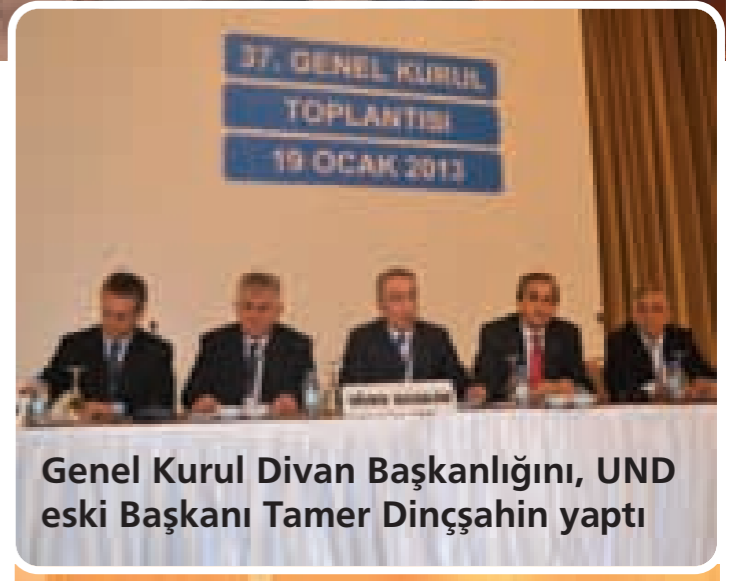 37. GENEL KURUL
TOPLANTISI
19 OCAK 2013
Genel Kurul Divan Başkanlığını, UND
eski Başkanı Tamer Dinçşahin yaptı